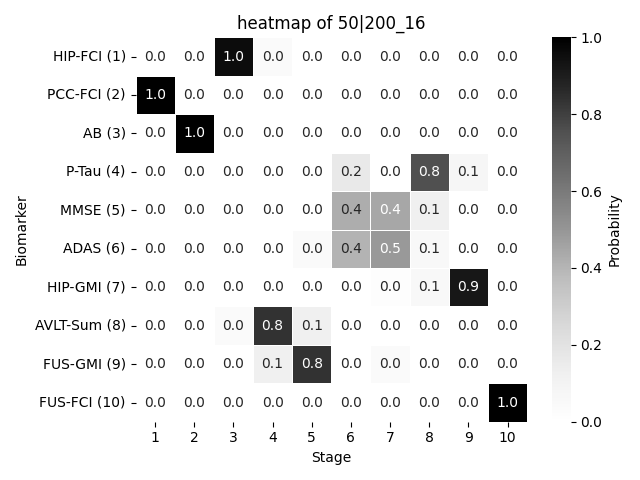 heatmap of 50|200_16
HIP-FCI (1) 0.0 0.0 1.0 0.0 0.0 0.0 0.0 0.0 0.0 0.0
PCC-FCI (2) 1.0 0.0 0.0 0.0 0.0 0.0 0.0 0.0 0.0 0.0
AB (3) 0.0 1.0 0.0 0.0 0.0 0.0 0.0 0.0 0.0 0.0
P-Tau (4) 0.0 0.0 0.0 0.0 0.0 0.2 0.0 0.8 0.1 0.0
MMSE (5) 0.0 0.0 0.0 0.0 0.0 0.4 0.4 0.1 0.0 0.0
ADAS (6) 0.0 0.0 0.0 0.0 0.0 0.4 0.5 0.1 0.0 0.0
HIP-GMI (7) 0.0 0.0 0.0 0.0 0.0 0.0 0.0 0.1 0.9 0.0
AVLT-Sum (8) 0.0 0.0 0.0 0.8 0.1 0.0 0.0 0.0 0.0 0.0
FUS-GMI (9) 0.0 0.0 0.0 0.1 0.8 0.0 0.0 0.0 0.0 0.0
FUS-FCI (10) 0.0 0.0 0.0 0.0 0.0 0.0 0.0 0.0 0.0 1.0
1 2 3 4 5 6 7 8 9 10
Stage
Biomarker
1.0
0.8
0.6
0.4
0.2
0.0
Probability